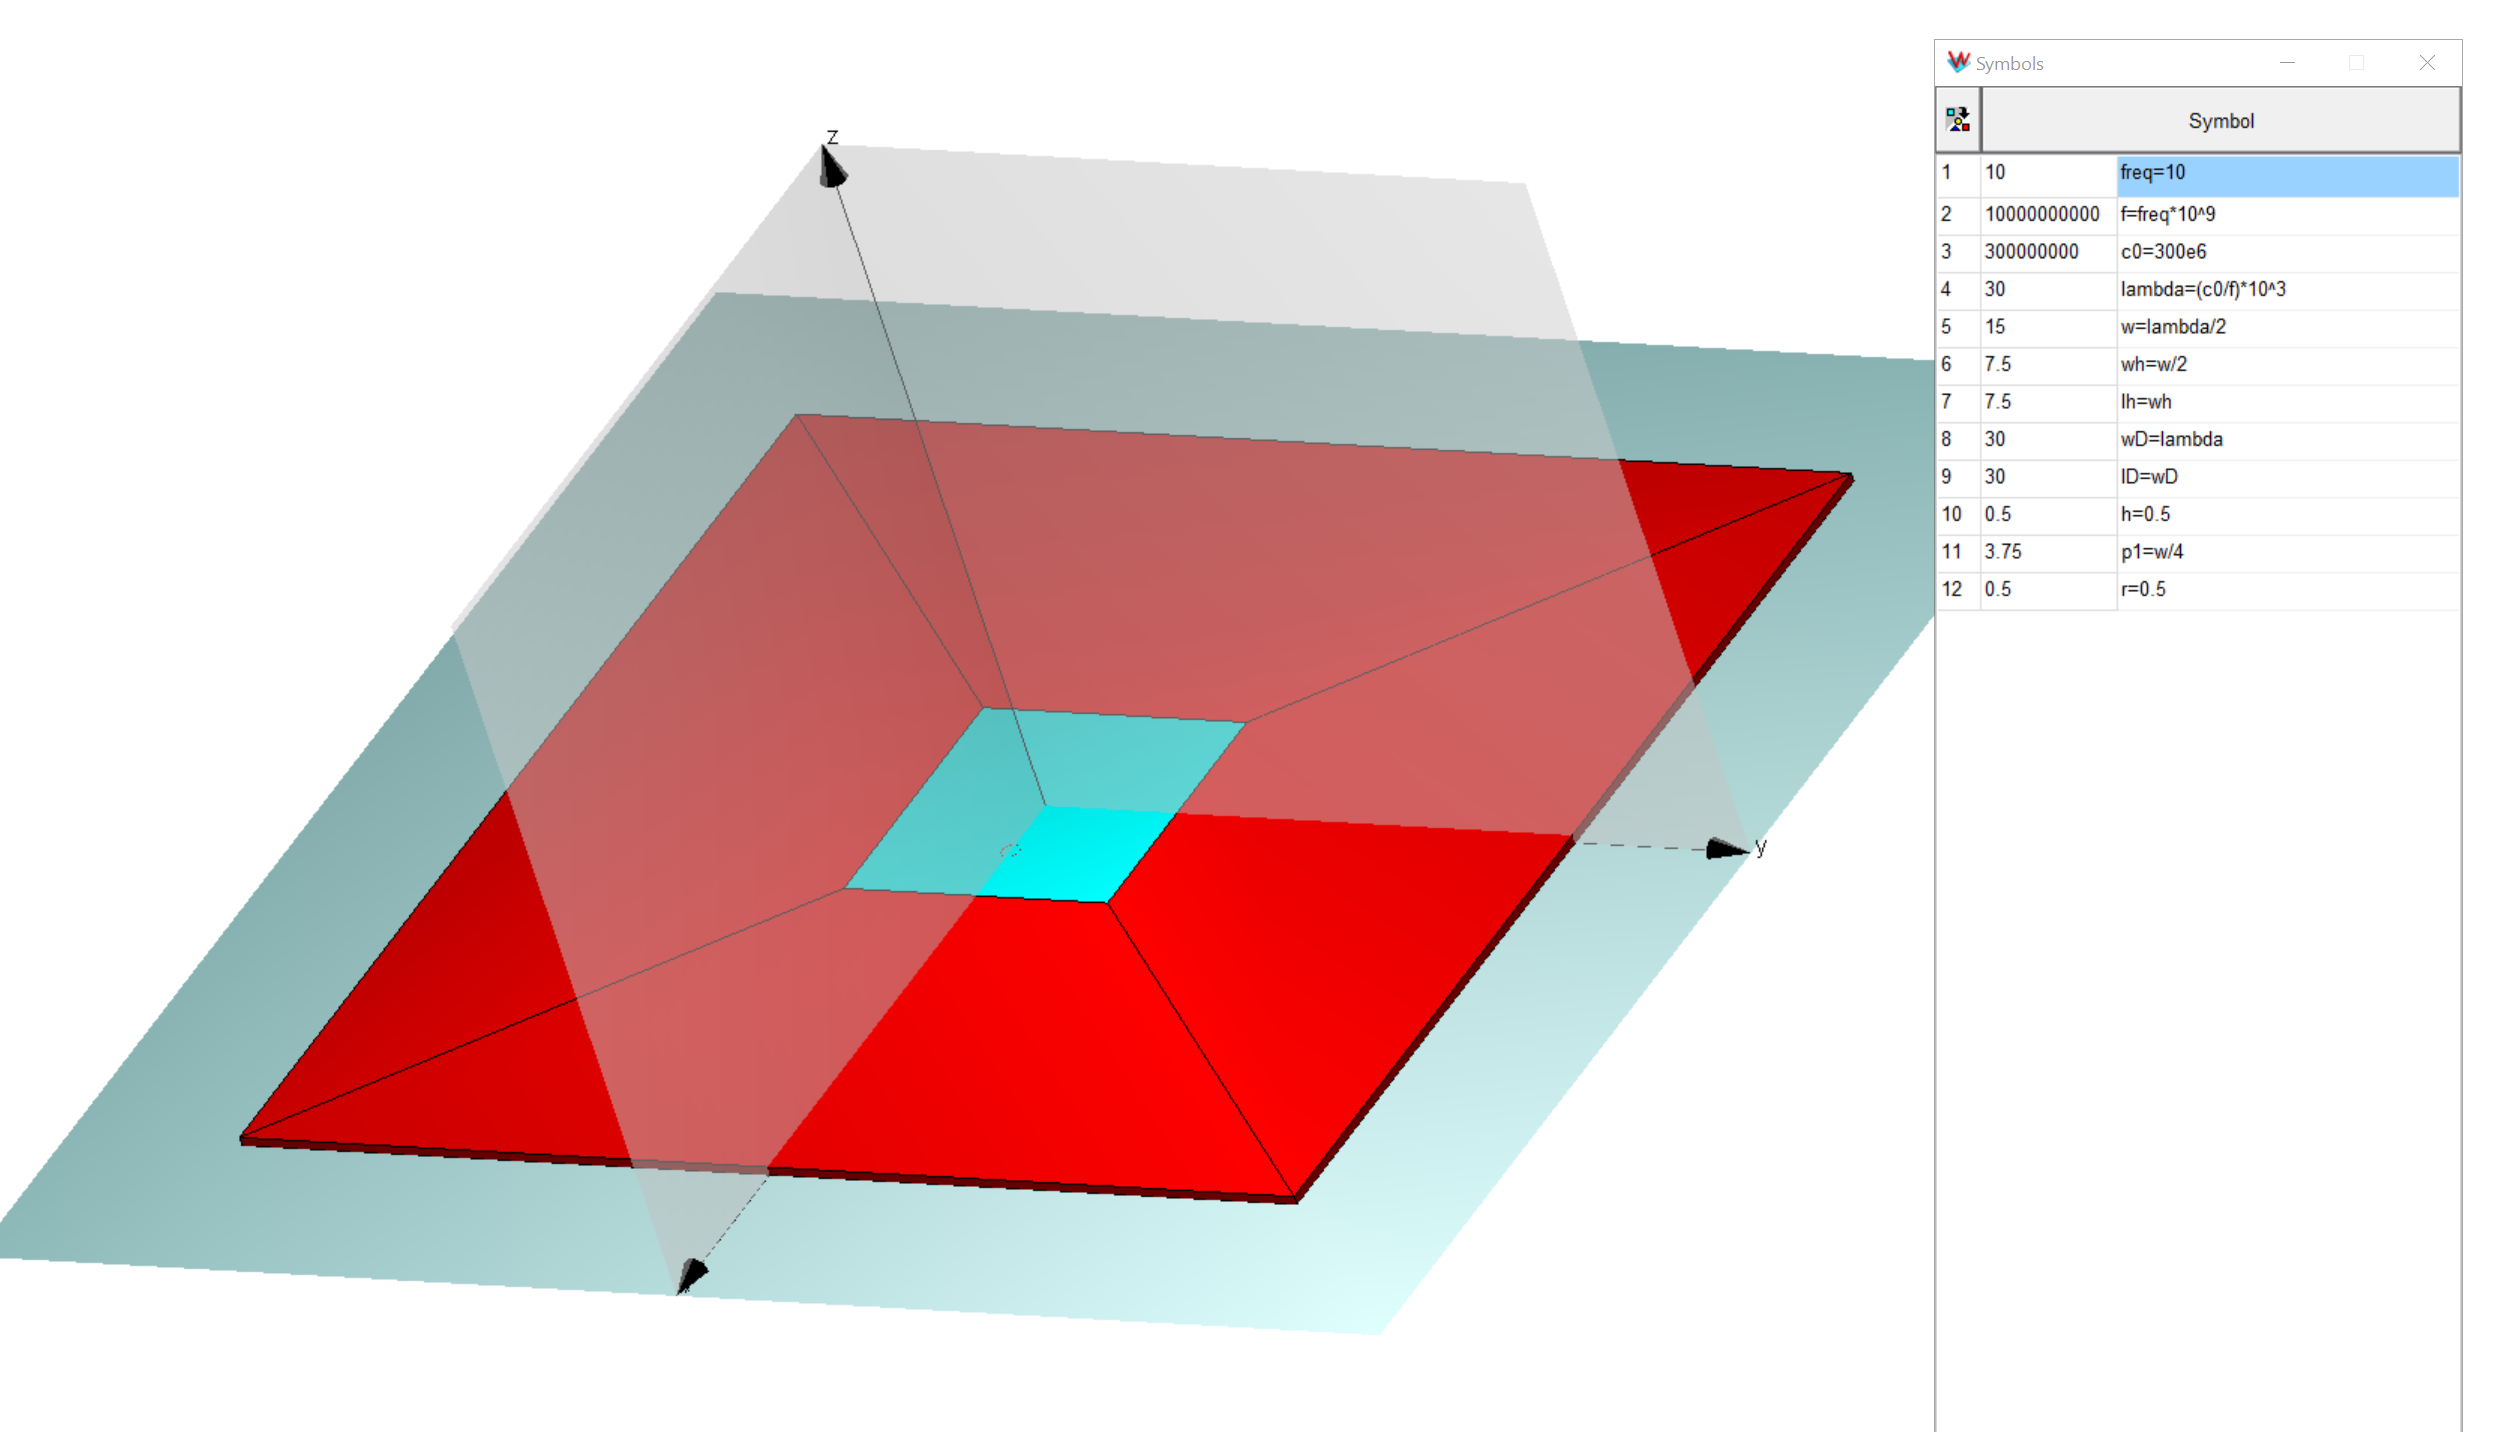 z
y
Symbols
Symbol
1 10 freq=10
2 10000000000 f=freq*10^9
3 300000000 c0=300e6
4 30 lambda=(c0/f)*10^3
5 15 w=lambda/2
6 7.5 wh=w/2
7 7.5 lh=wh
8 30 wD=lambda
9 30 lD=wD
10 0.5 h=0.5
11 3.75 p1=w/4
12 0.5 r=0.5